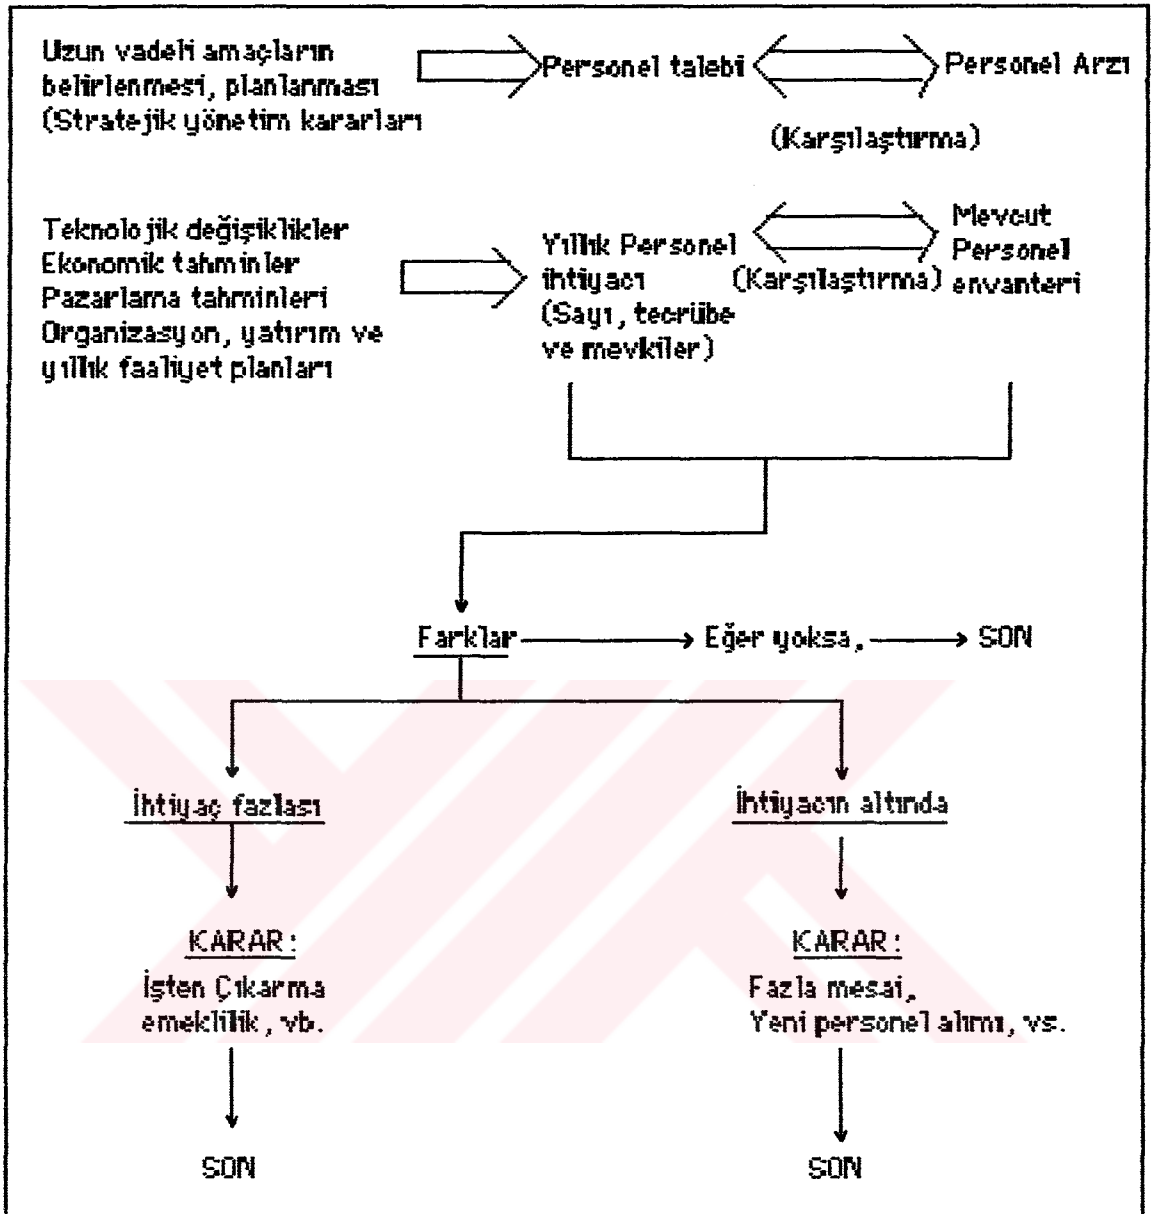 Uzun vadeli amaçların
belirlenmesi, planlanması
(Stratejik yönetim kararları
Personel talebi
Personel Arzı
(Karşılaştırma)
Teknolojik değişiklikler
Ekonomik tahminler
Pazarlama tahminleri
Organizasyon, yatırım ve
yıllık faaliyet planları
Yıllık Personel
ihtiyacı
(Sayı, tecrübe
ve mevkiler)
(Karşılaştırma)
Mevcut
Personel
envanteri
Farklar
Eğer yoksa,
SON
İhtiyaç fazlası
İhtiyacın altında
KARAR:
İşten Çıkarma
emeklilik, vb.
SON
KARAR:
Fazla mesai,
Yeni personel alımı, vs.
SON